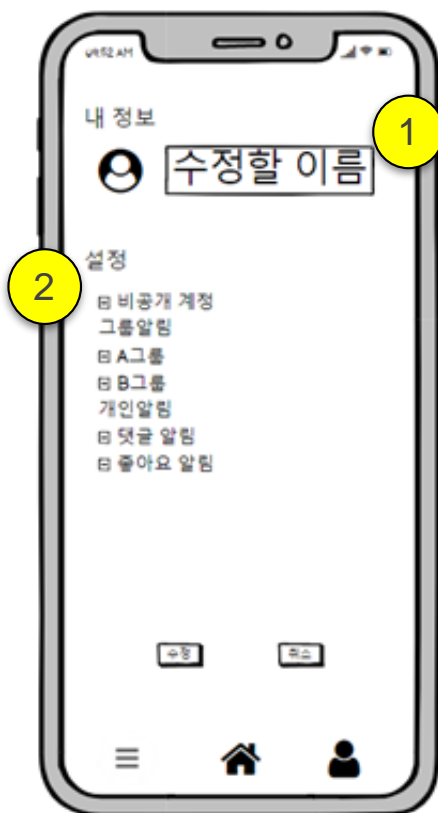 내 정보
1
수정할 이름
설정
2
비공개 계정
그룹알림
A그룹
B그룹
개인알림
댓글 알림
좋아요 알림
수정
취소